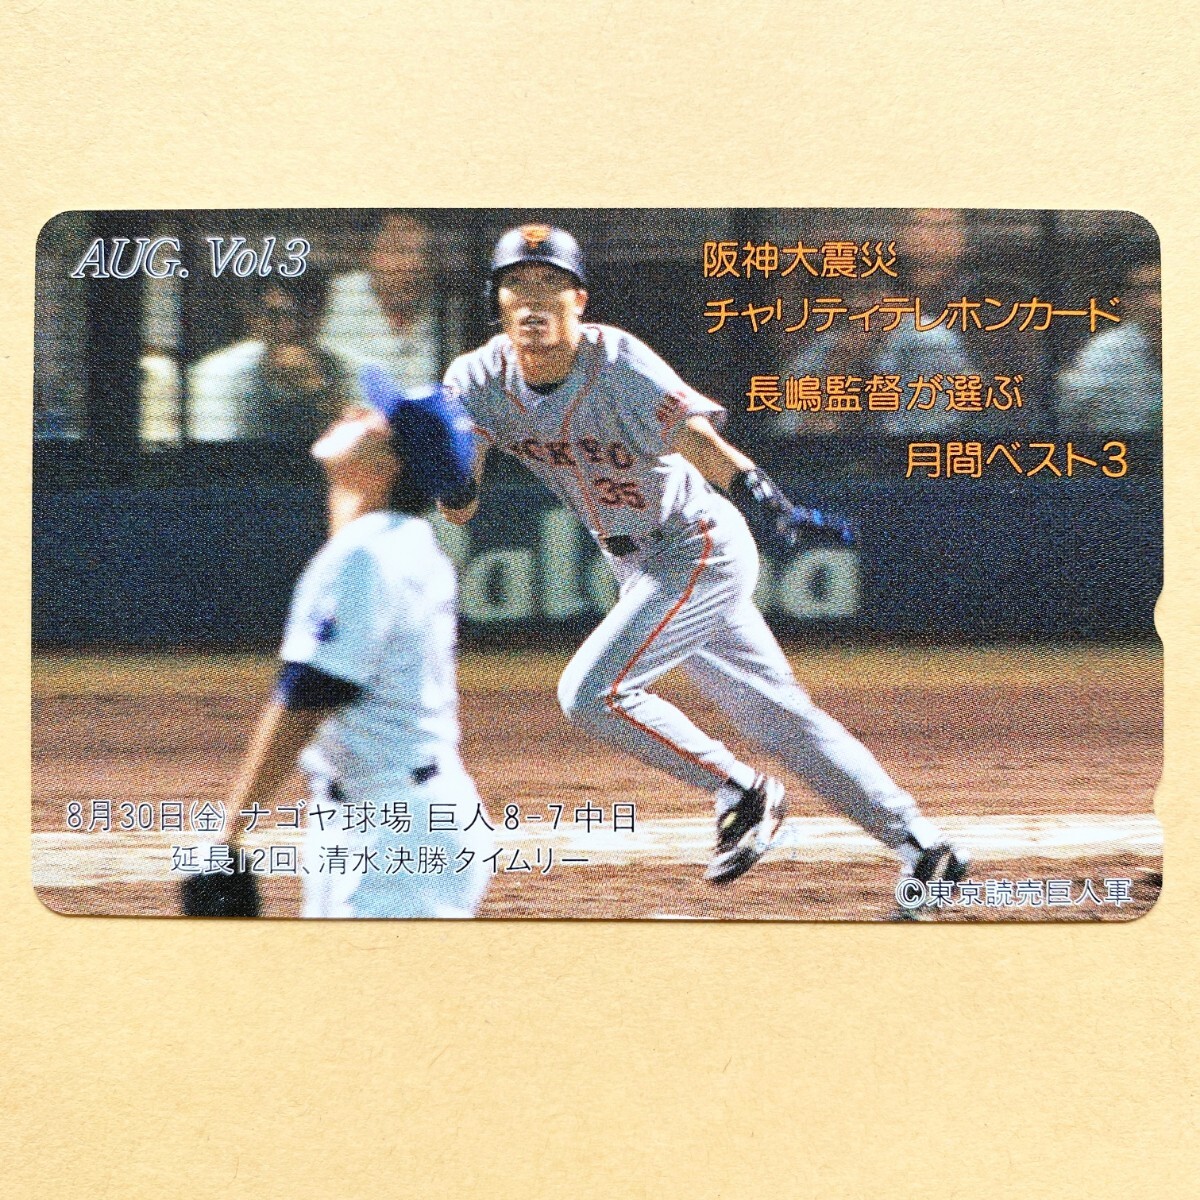 AUG. Vol 3
阪神大震災
チャリティテレホンカード
長嶋監督が選ぶ
月間ベスト3
35
8月30日㈮ ナゴヤ球場 巨人8-7中日
延長12回、清水決勝タイムリー
©東京読売巨人軍